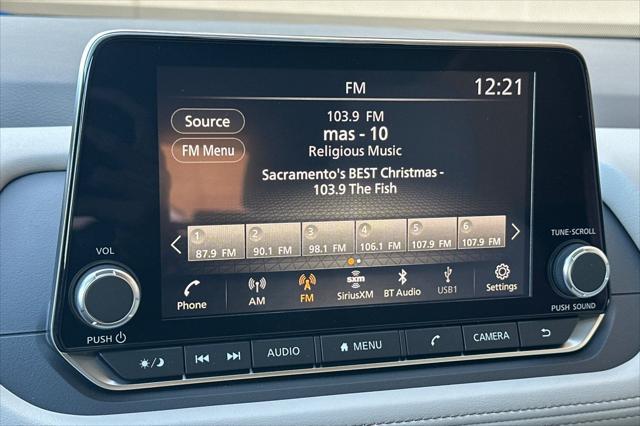 FM
12:21
Source
FM Menu
103.9 FM
mas - 10
Religious Music
Sacramento's BEST Christmas -
103.9 The Fish
1 2 3 4 5 6
87.9 FM 90.1 FM 98.1 FM 106.1 FM 107.9 FM 107.9 FM
Phone AM FM SiriusXM BT Audio USB1 Settings
sxm
VOL
PUSH
TUNE·SCROLL
PUSH SOUND
AUDIO MENU CAMERA